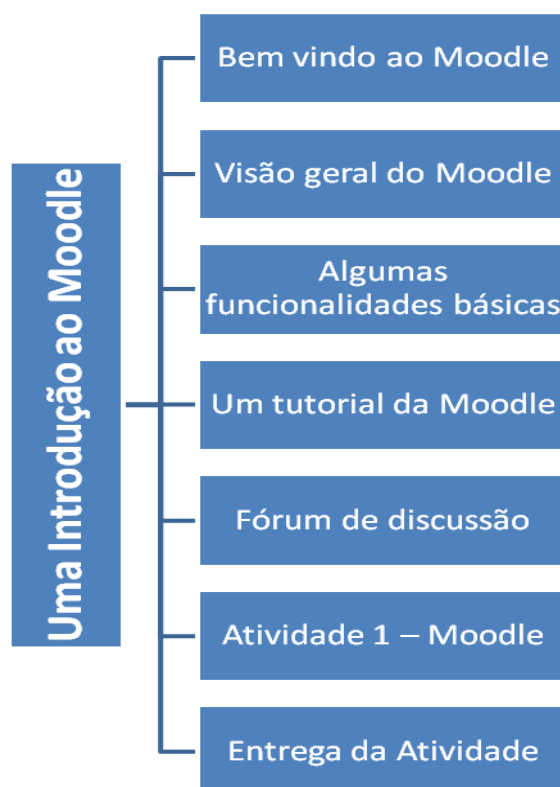 Uma Introdução ao Moodle
Bem vindo ao Moodle
Visão geral do Moodle
Algumas
funcionalidades básicas
Um tutorial da Moodle
Fórum de discussão
Atividade 1 – Moodle
Entrega da Atividade